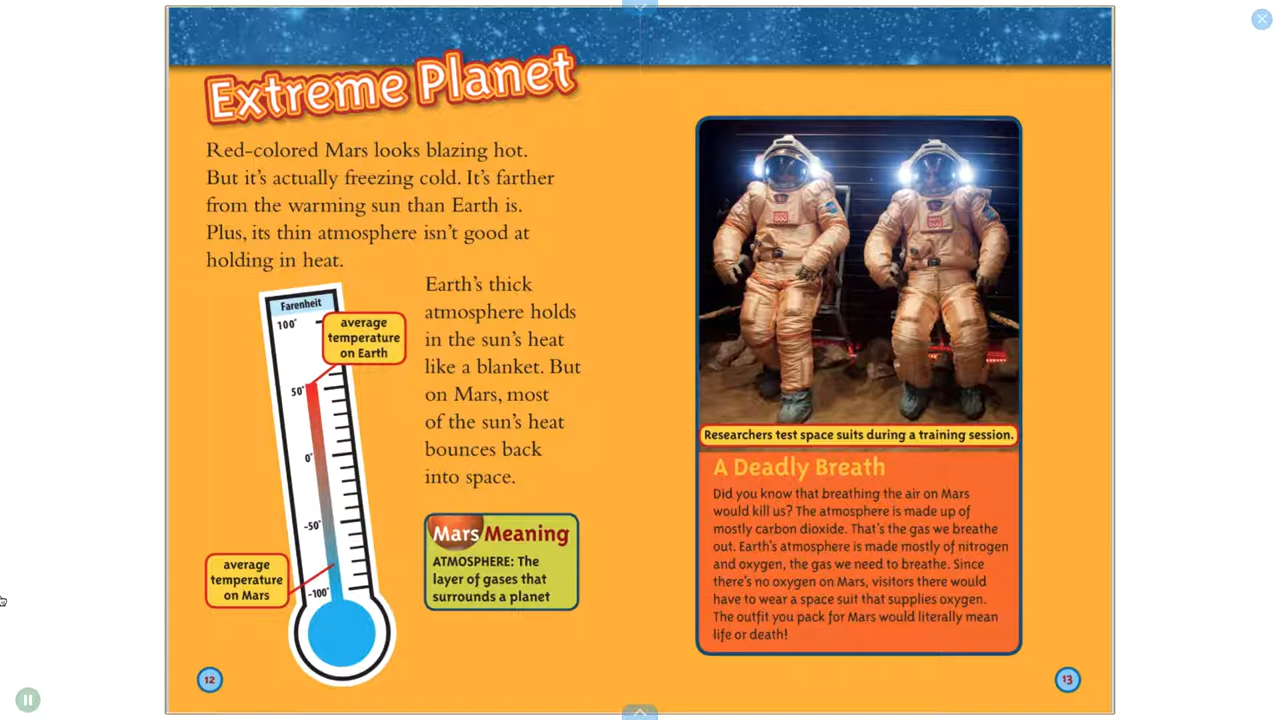 Extreme Planet
Red-colored Mars looks blazing hot.
But it's actually freezing cold. It's farther
from the warming sun than Earth is.
Plus, its thin atmosphere isn't good at
holding in heat.
Farenheit
100°
average
temperature
on Earth
50°
0°
-50°
average
temperature
on Mars
-100°
Earth's thick
atmosphere holds
in the sun's heat
like a blanket. But
on Mars, most
of the sun's heat
bounces back
into space.
Mars Meaning
ATMOSPHERE: The
layer of gases that
surrounds a planet
12
Researchers test space suits during a training session.
A Deadly Breath
Did you know that breathing the air on Mars
would kill us? The atmosphere is made up of
mostly carbon dioxide. That's the gas we breathe
out. Earth's atmosphere is made mostly of nitrogen
and oxygen, the gas we need to breathe. Since
there's no oxygen on Mars, visitors there would
have to wear a space suit that supplies oxygen.
The outfit you pack for Mars would literally mean
life or death!
13